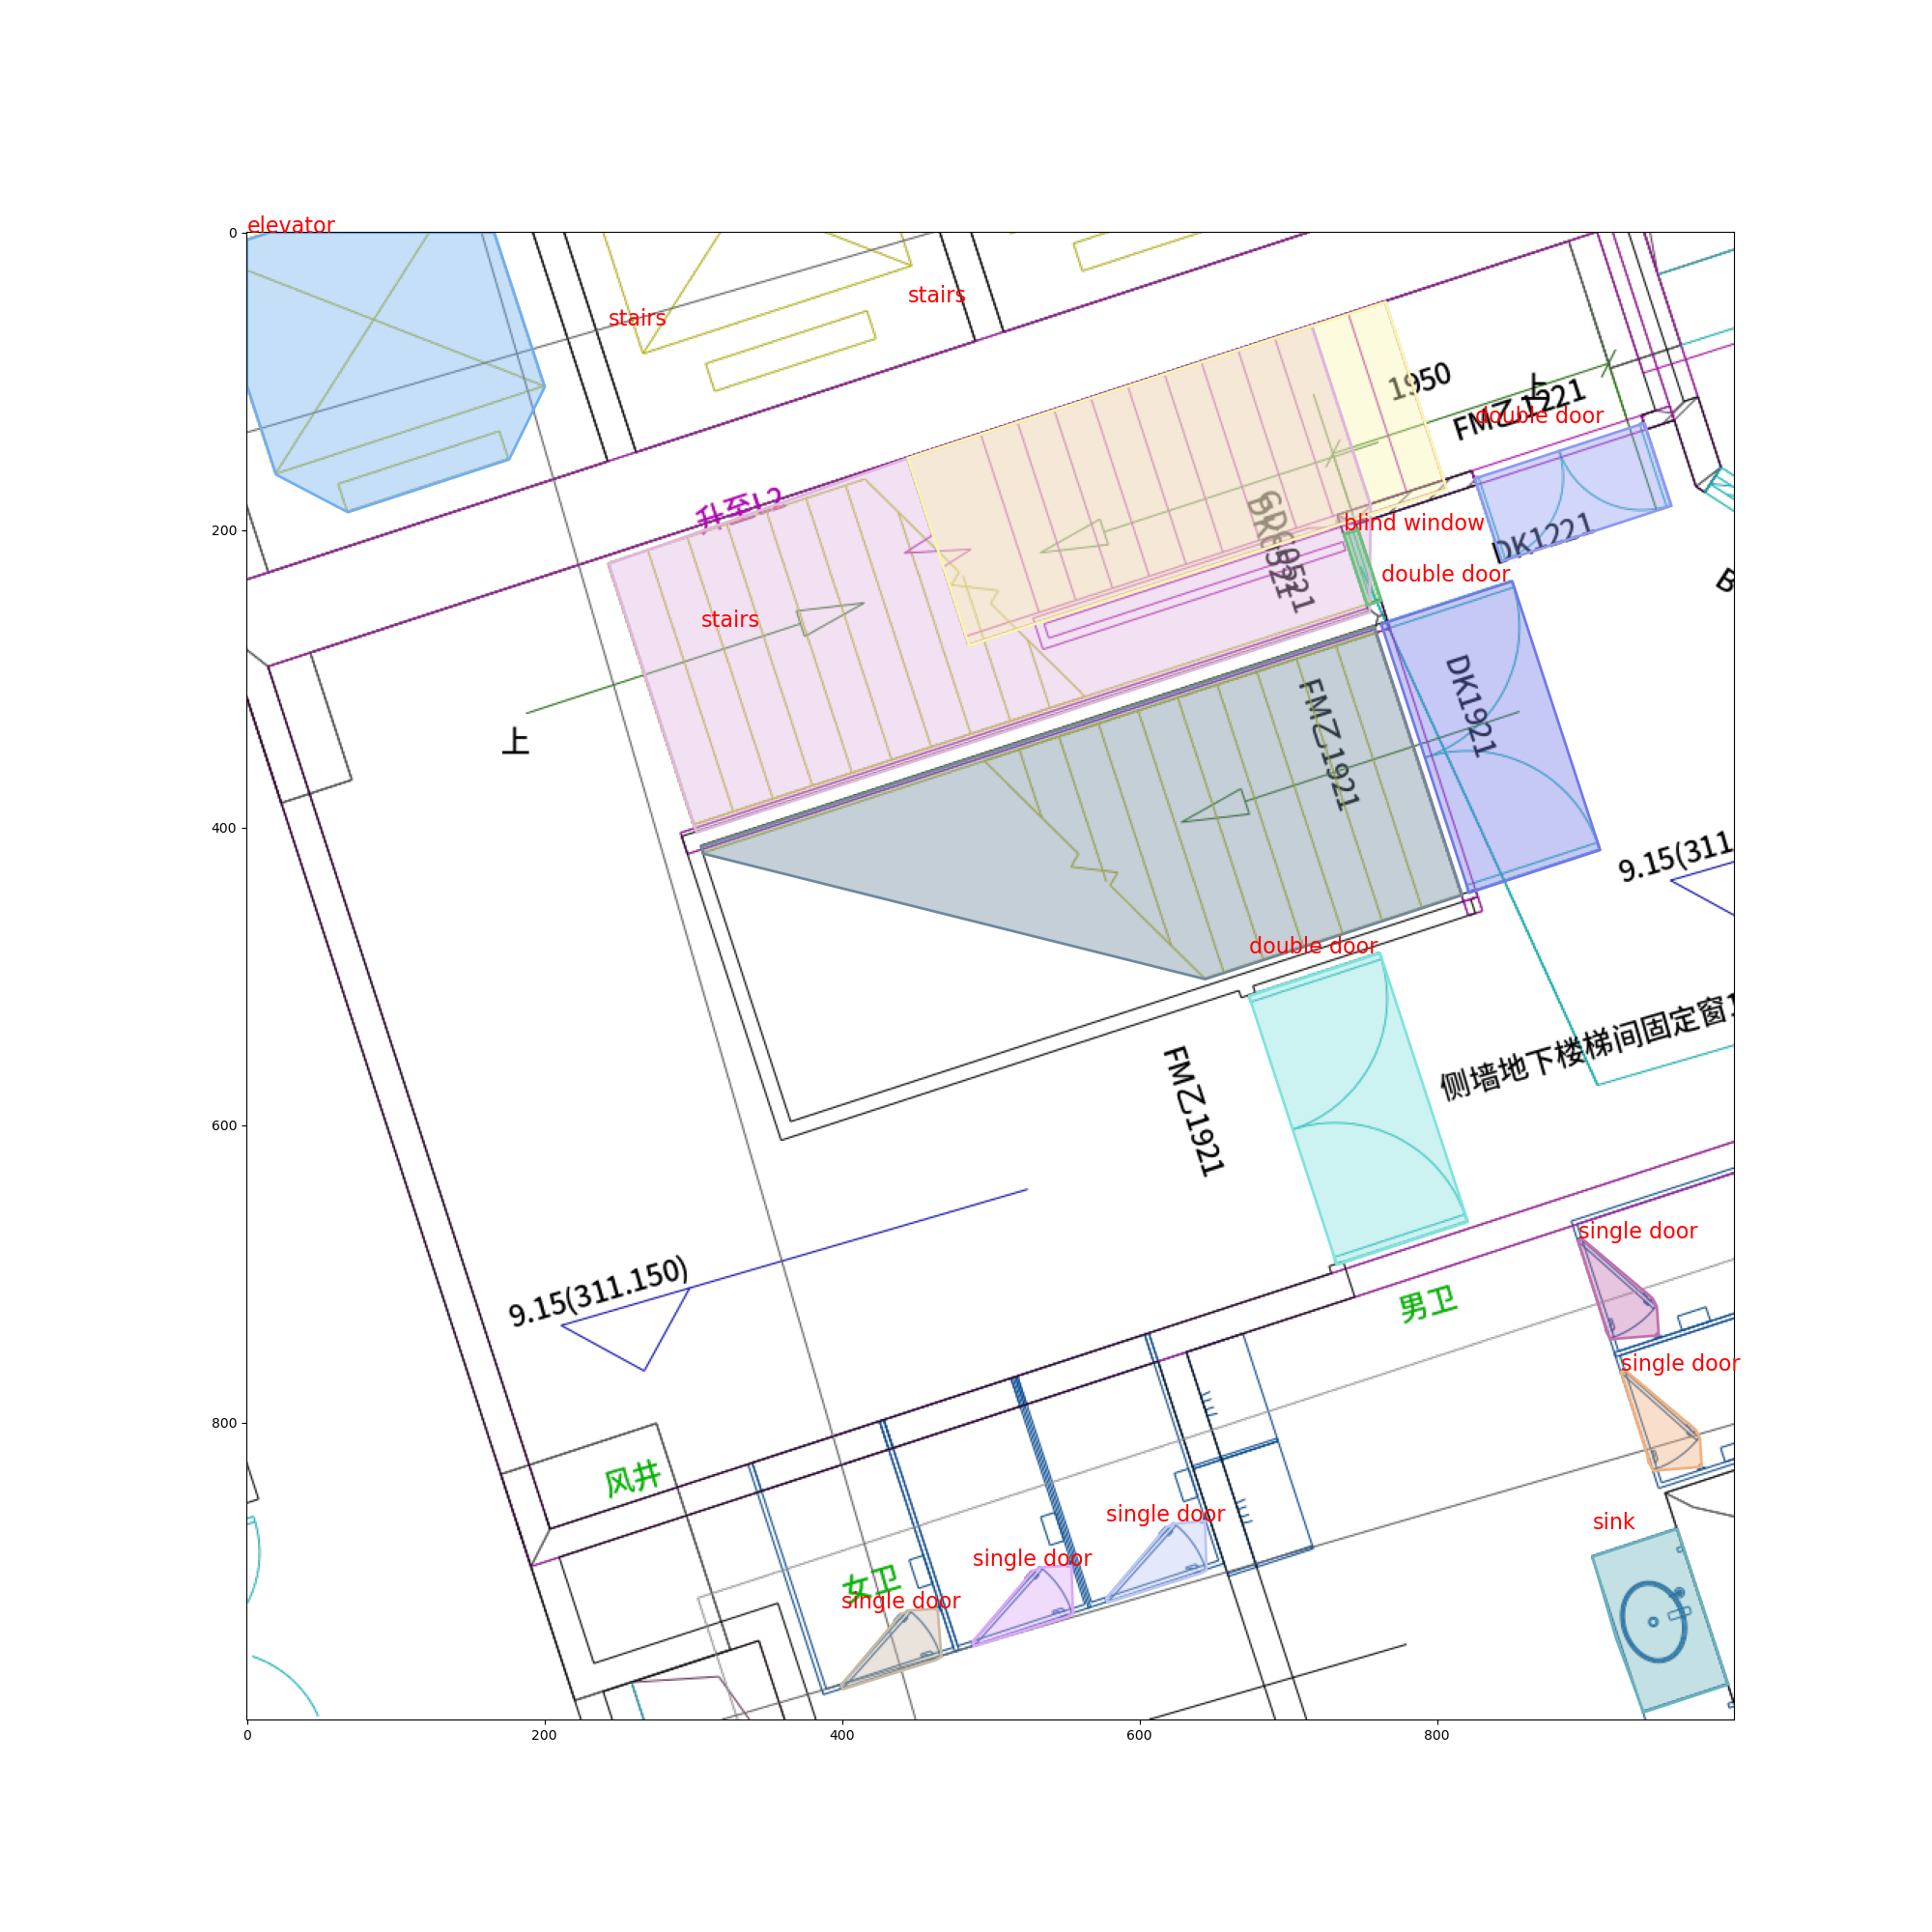 elevator
0
stairs
stairs
1950
上
FMZ1221
double door
升至L2
200
blind window
DK1221
double door
stairs
上
DK1921
FMZ1921
400
9.15(311
double door
侧墙地下楼梯间固定窗1
FMZ1921
600
single door
9.15(311.150)
男卫
single door
800
风井
single door
sink
single door
女卫
single door
0
200
400
600
800